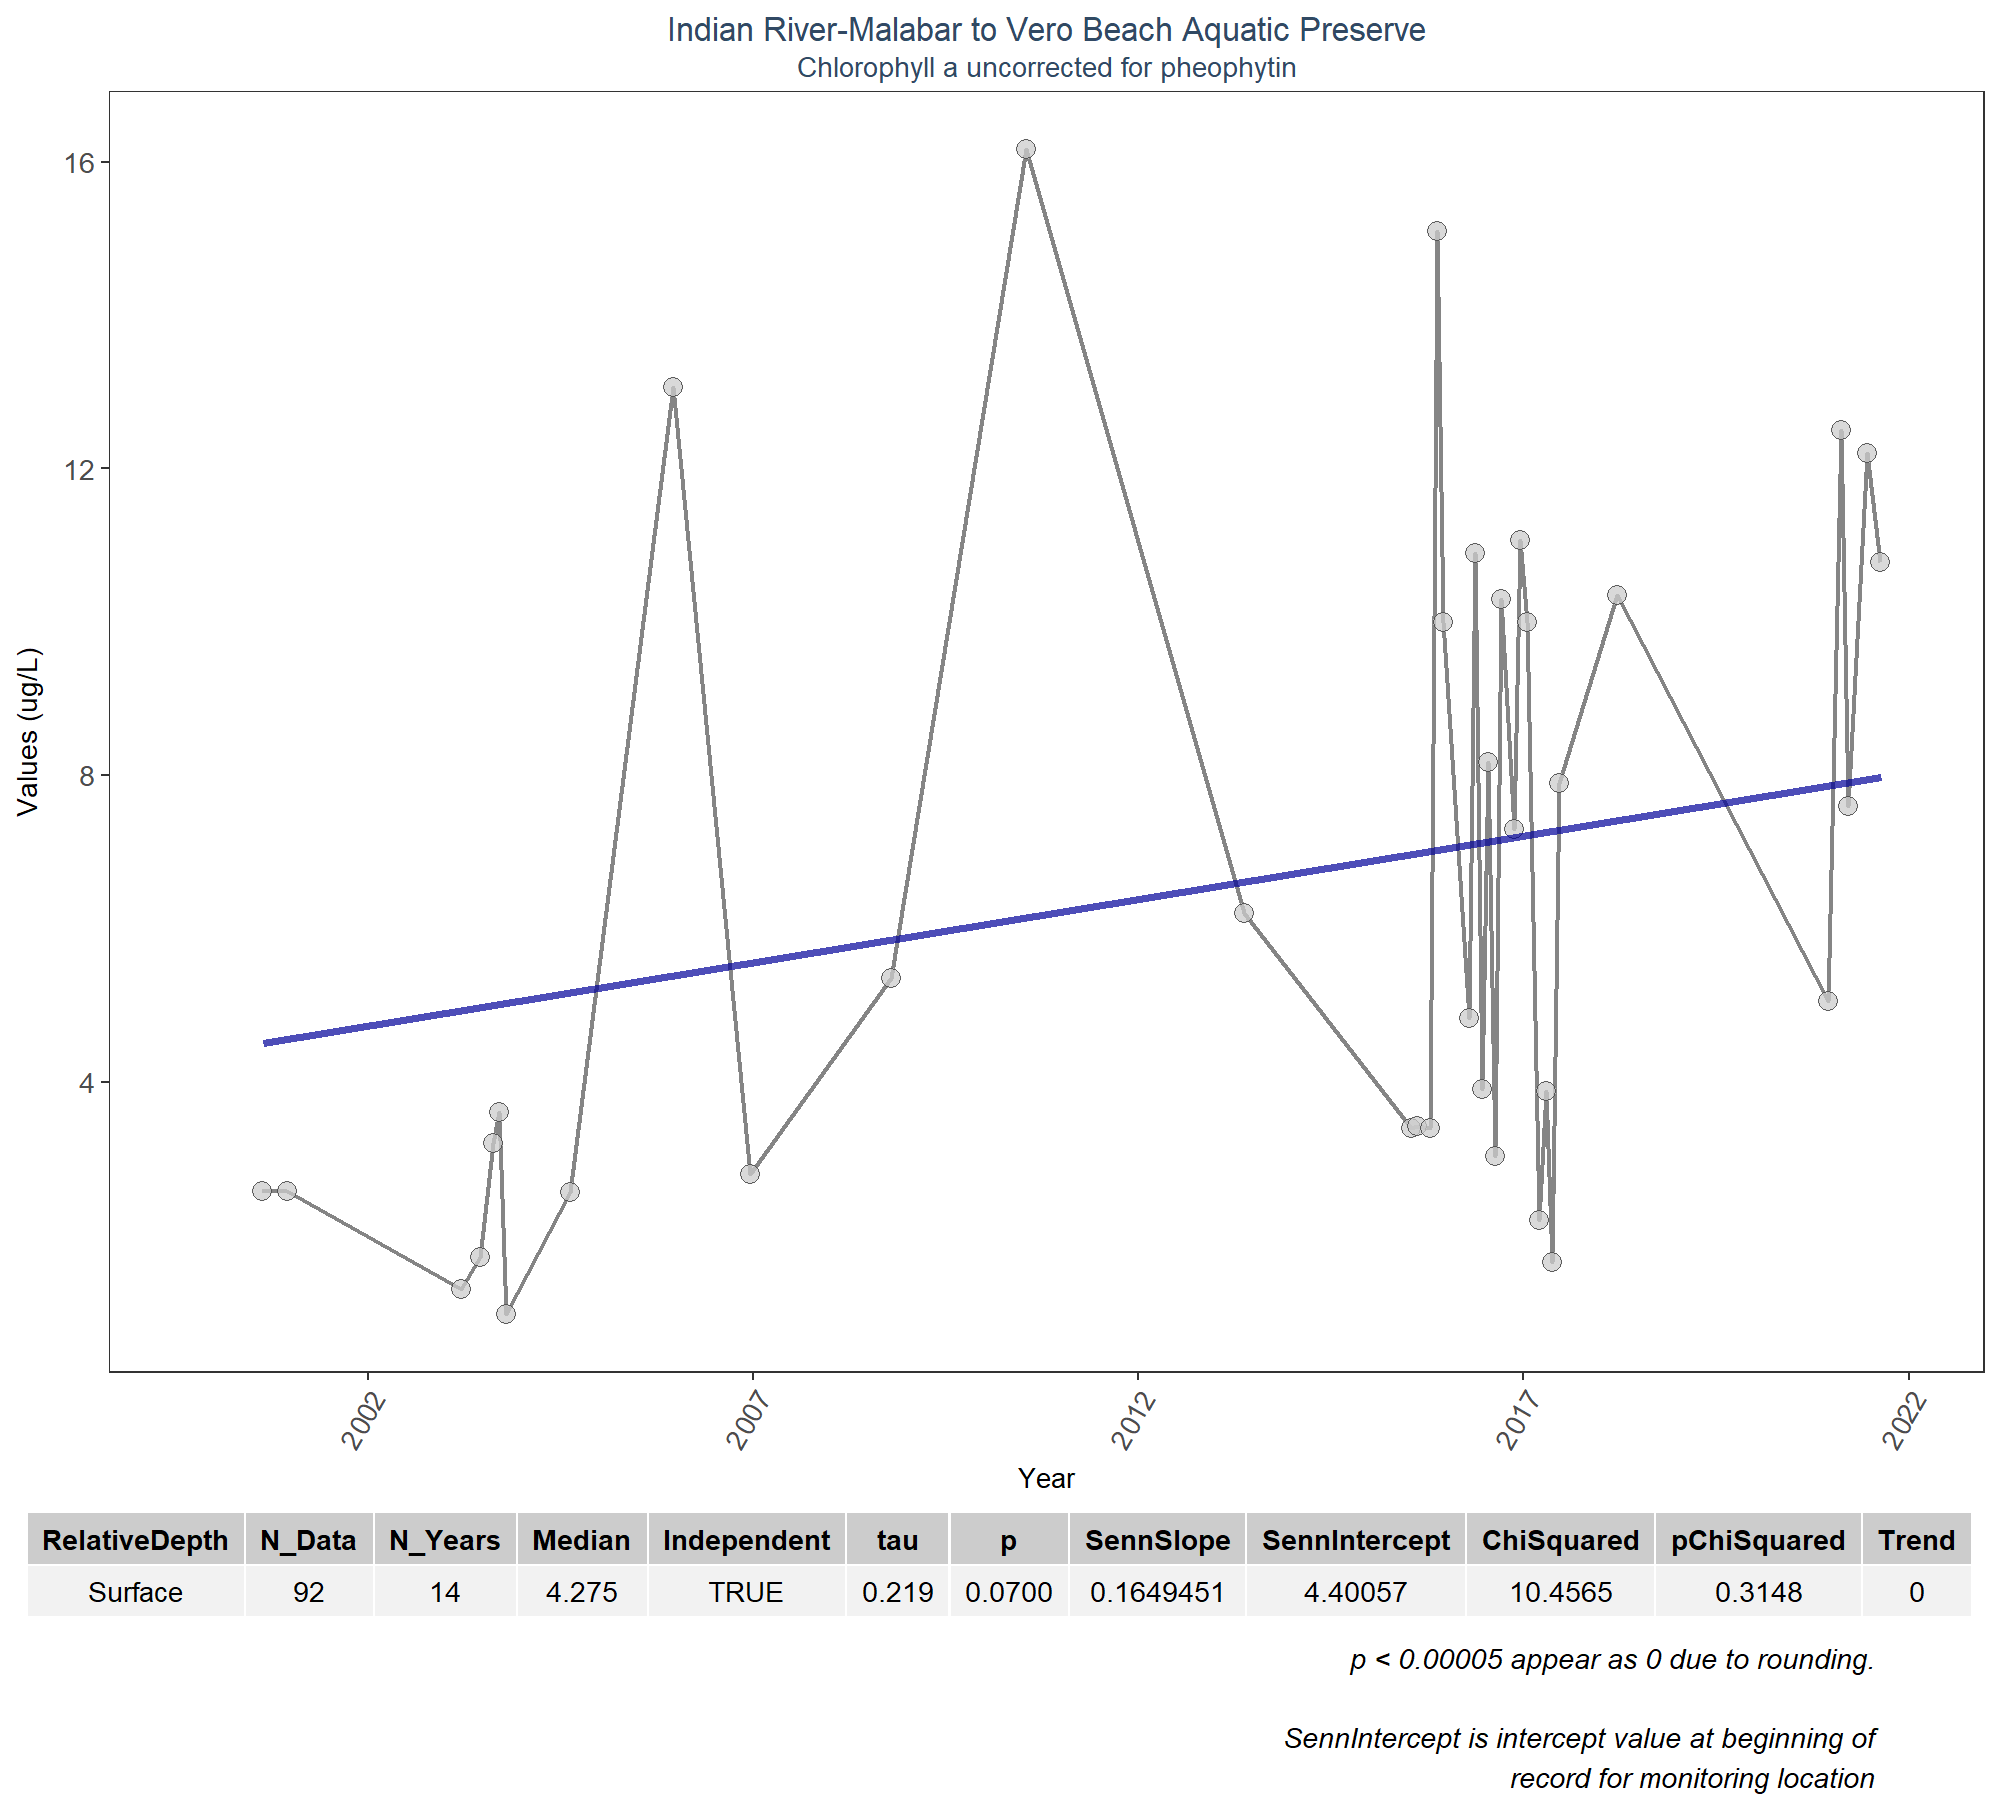 Indian River-Malabar to Vero Beach Aquatic Preserve
Chlorophyll a uncorrected for pheophytin
16
12
8
4
Values (ug/L)
2002
2007
2012
2017
2022
Year
RelativeDepth N_Data N_Years Median Independent tau p SennSlope SennIntercept ChiSquared pChiSquared Trend
Surface 92 14 4.275 TRUE 0.219 0.0700 0.1649451 4.40057 10.4565 0.3148 0
p < 0.00005 appear as 0 due to rounding.
SennIntercept is intercept value at beginning of
record for monitoring location